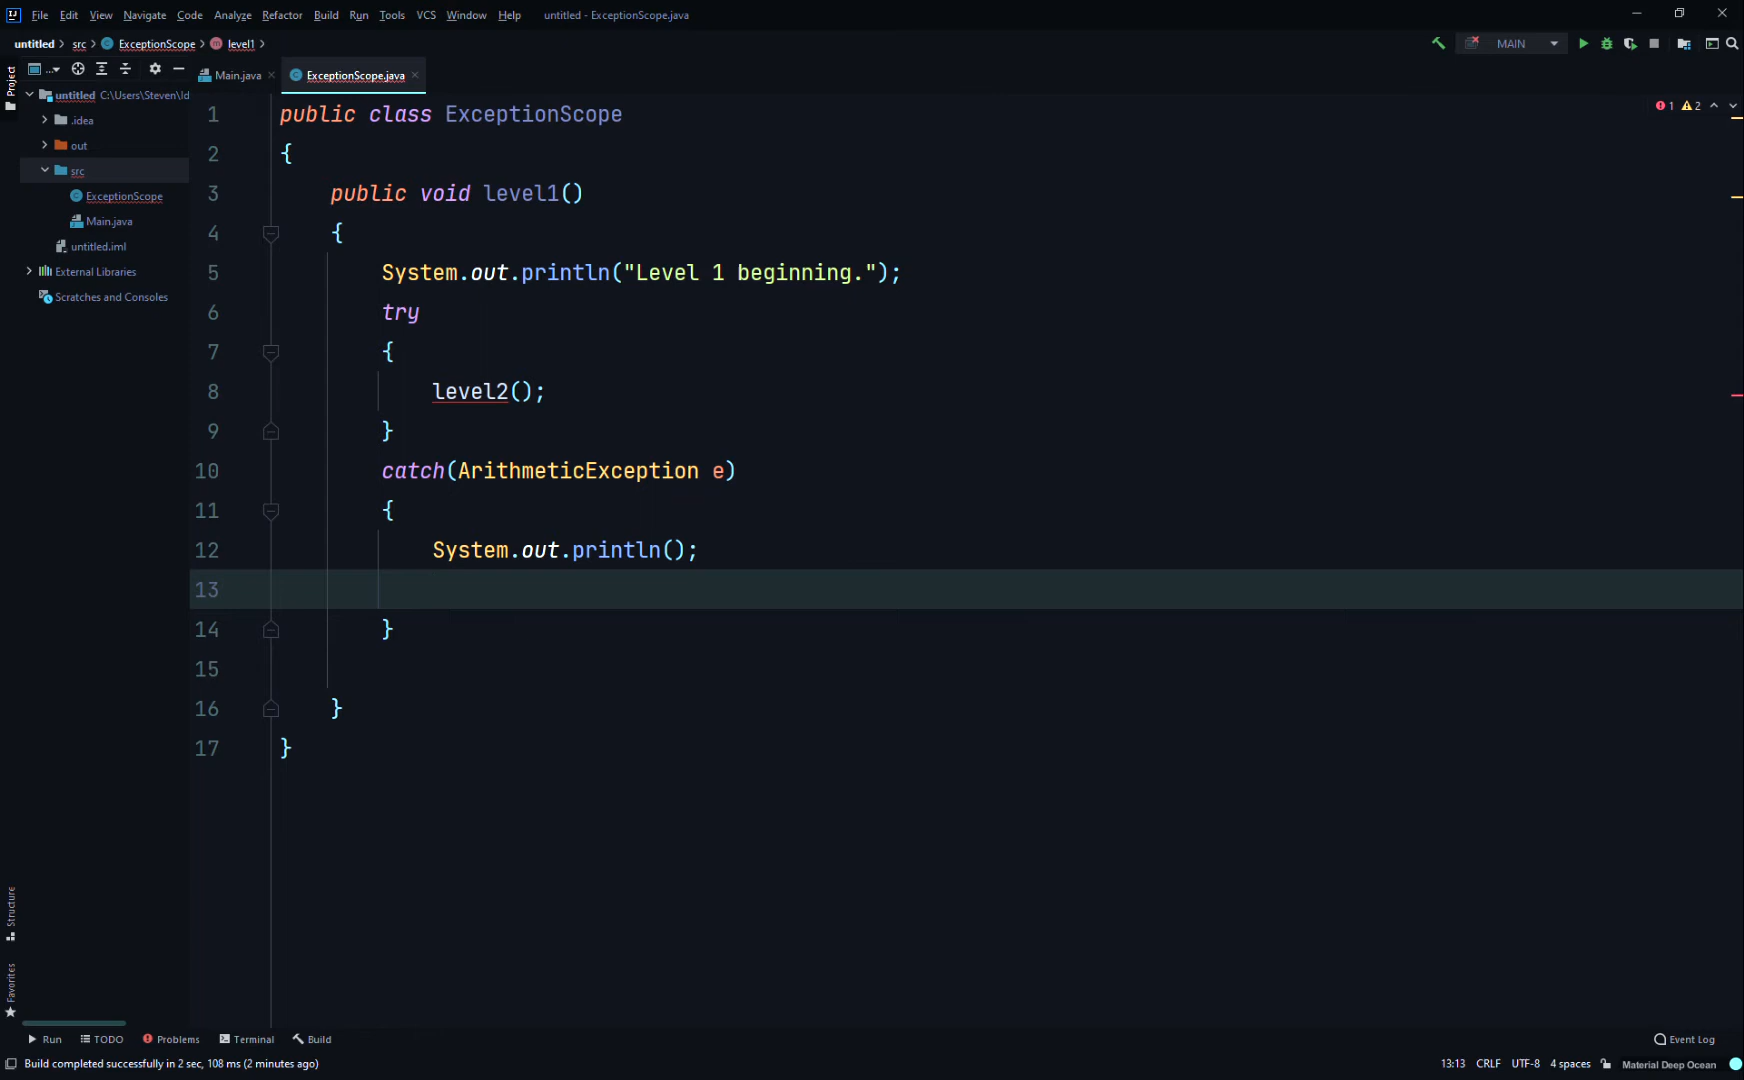 File Edit View Navigate Code Analyze Refactor Build Run Tools VCS Window Help untitled - ExceptionScope.java
untitled src ExceptionScope level1
MAIN
Project
...
Main.java
ExceptionScope.java
untitled C:\Users\Steven\Id
.idea
out
src
ExceptionScope
Main.java
untitled.iml
External Libraries
Scratches and Consoles
1 2
1 public class ExceptionScope
2 {
3 public void level1()
4 {
5 System.out.println("Level 1 beginning.");
6 try
7 {
8 level2();
9 }
10 catch(ArithmeticException e)
11 {
12 System.out.println();
13
14 }
15
16 }
17 }
Structure
Favorites
Run TODO Problems Terminal Build Event Log
Build completed successfully in 2 sec, 108 ms (2 minutes ago) 13:13 CRLF UTF-8 4 spaces Material Deep Ocean